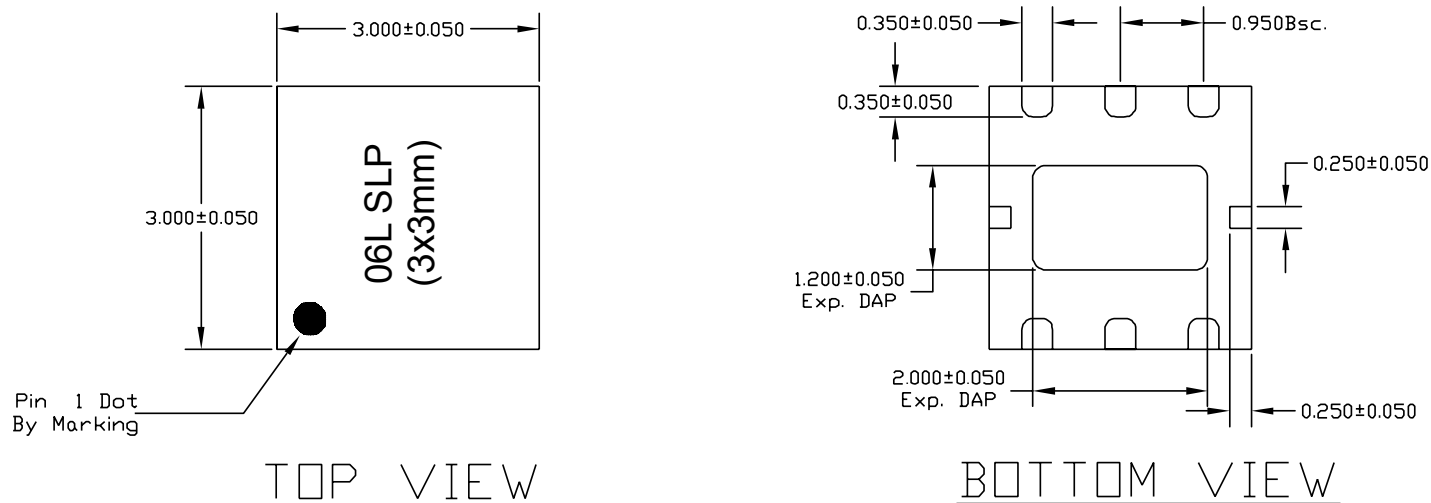 3.000±0.050
3.000±0.050
06L SLP
(3x3mm)
Pin 1 Dot
By Marking
TOP VIEW
0.350±0.050
0.950Bsc.
0.350±0.050
0.250±0.050
1.200±0.050
Exp. DAP
2.000±0.050
Exp. DAP
0.250±0.050
BOTTOM VIEW